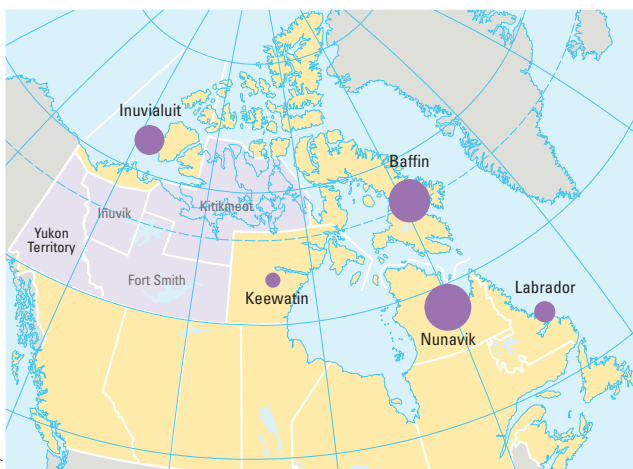 Inuvialuit
Baffin
Inuvik
Kitikmeot
Yukon
Territory
Fort Smith
Keewatin
Labrador
Nunavik